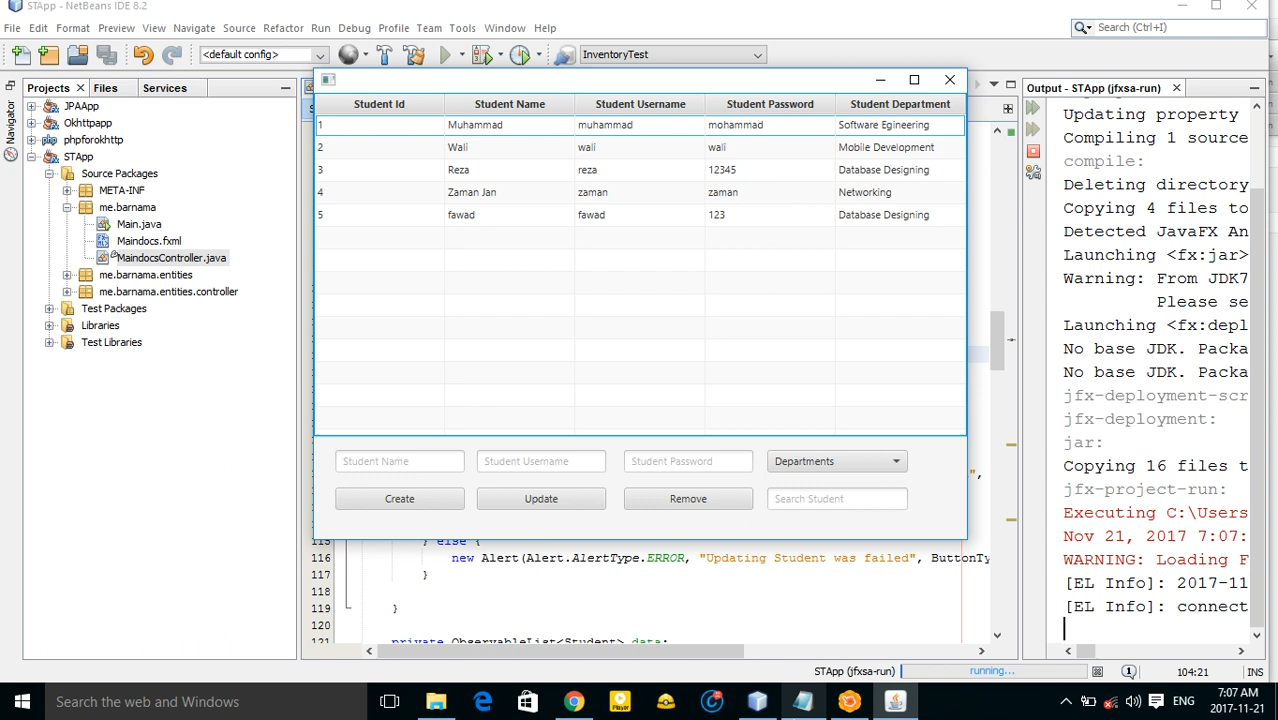 STApp - NetBeans IDE 8.2
File Edit Format Preview View Navigate Source Refactor Run Debug Profile Team Tools Window Help
Search (Ctrl+I)
<default config>
InventoryTest
Projects Files Services
Navigator
JPAApp
Okhttpapp
phpforokhttp
STApp
Source Packages
META-INF
me.barnama
Main.java
Maindocs.fxml
MaindocsController.java
me.barnama.entities
me.barnama.entities.controller
Test Packages
Libraries
Test Libraries
Student Id Student Name Student Username Student Password Student Department
1 Muhammad muhammad mohammad Software Egineering
2 Wali wali wali Mobile Development
3 Reza reza 12345 Database Designing
4 Zaman Jan zaman zaman Networking
5 fawad fawad 123 Database Designing
Student Name Student Username Student Password Departments
Create Update Remove Search Student
",
115 } else {
116 new Alert(Alert.AlertType.ERROR, "Updating Student was failed", ButtonTy
117 }
118
119 }
120
121 private ObservableList<Student> data;
Output - STApp (jfxsa-run)
Updating property
Compiling 1 source
compile:
Deleting directory
Copying 4 files to
Detected JavaFX An
Launching <fx:jar>
Warning: From JDK7
Please se
Launching <fx:depl
No base JDK. Packa
No base JDK. Packa
jfx-deployment-scr
jfx-deployment:
jar:
Copying 16 files t
jfx-project-run:
Executing C:\Users
Nov 21, 2017 7:07:
WARNING: Loading F
[EL Info]: 2017-11
[EL Info]: connect
STApp (jfxsa-run) running... 1 104:21 INS
Search the web and Windows
Player
ENG
7:07 AM
2017-11-21